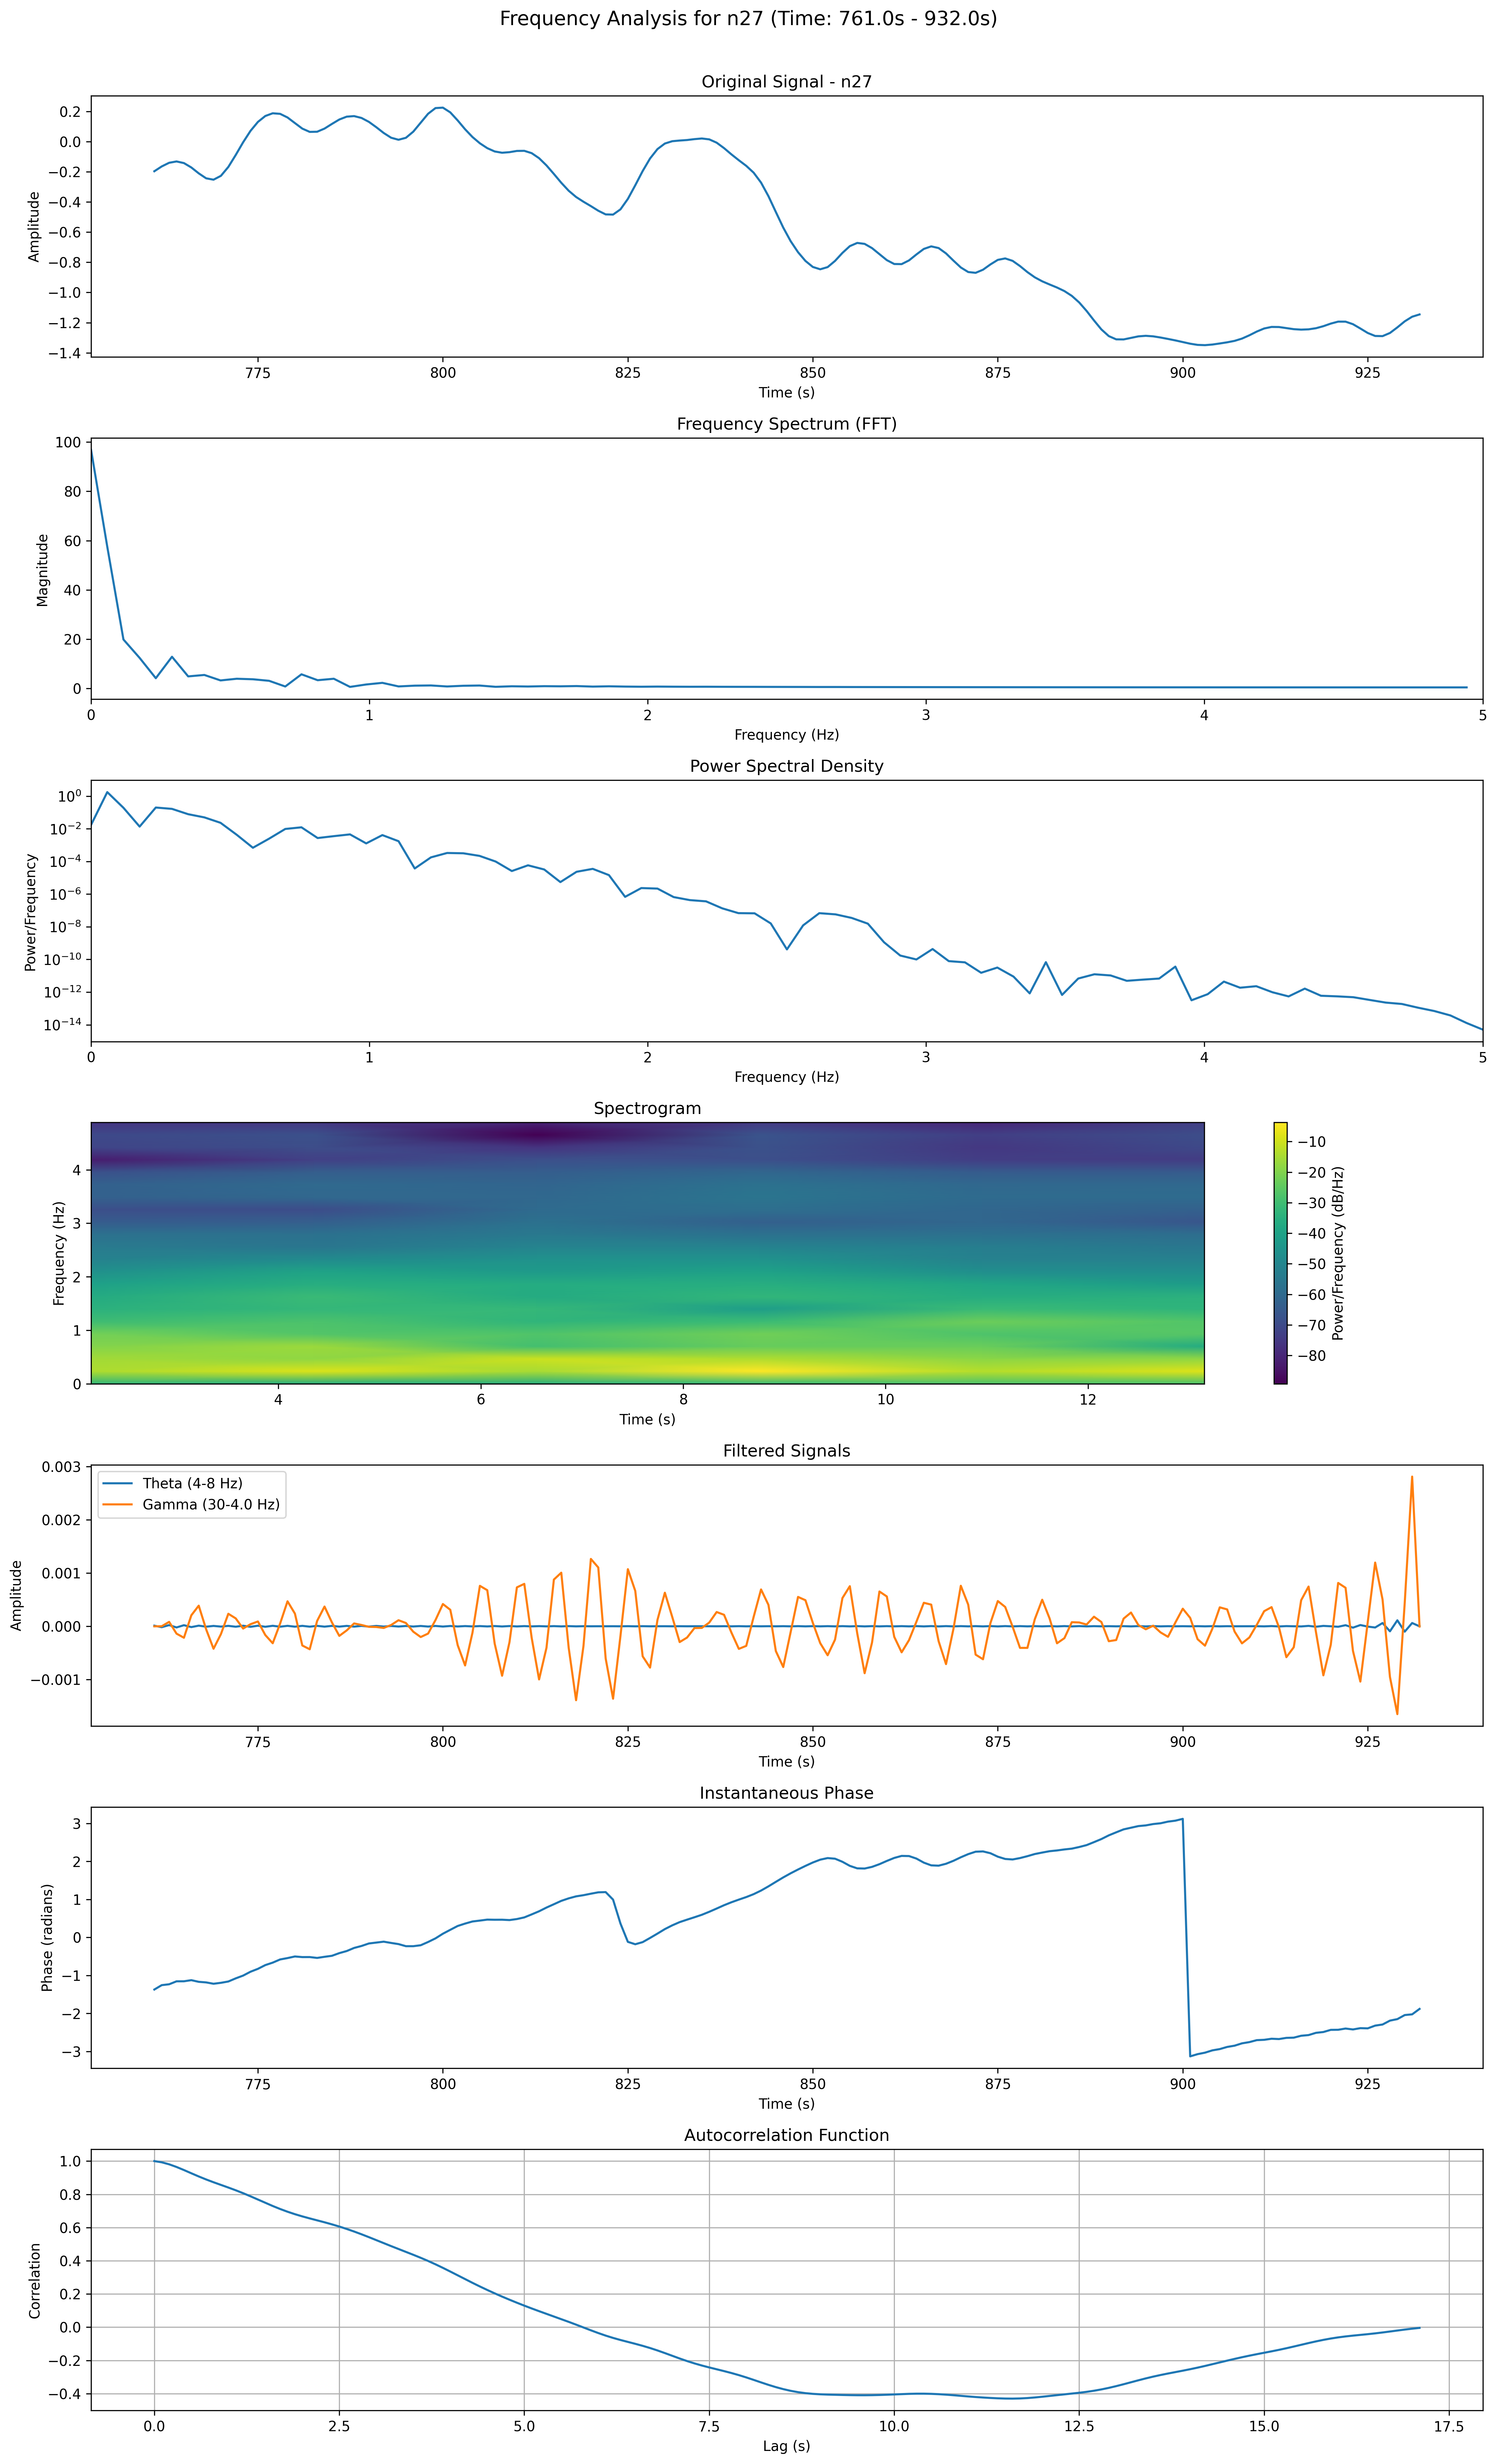 Frequency Analysis for n27 (Time: 761.0s - 932.0s)
Original Signal - n27
Amplitude
0.2
0.0
−0.2
−0.4
−0.6
−0.8
−1.0
−1.2
−1.4
775 800 825 850 875 900 925
Time (s)
Frequency Spectrum (FFT)
Magnitude
100
80
60
40
20
0
0 1 2 3 4 5
Frequency (Hz)
Power Spectral Density
Power/Frequency
10⁰
10⁻²
10⁻⁴
10⁻⁶
10⁻⁸
10⁻¹⁰
10⁻¹²
10⁻¹⁴
0 1 2 3 4 5
Frequency (Hz)
Spectrogram
Frequency (Hz)
4
3
2
1
0
4 6 8 10 12
Time (s)
−10
−20
−30
−40
−50
−60
−70
−80
Power/Frequency (dB/Hz)
Filtered Signals
Amplitude
0.003
0.002
0.001
0.000
−0.001
Theta (4-8 Hz)
Gamma (30-4.0 Hz)
775 800 825 850 875 900 925
Time (s)
Instantaneous Phase
Phase (radians)
3
2
1
0
−1
−2
−3
775 800 825 850 875 900 925
Time (s)
Autocorrelation Function
Correlation
1.0
0.8
0.6
0.4
0.2
0.0
−0.2
−0.4
0.0 2.5 5.0 7.5 10.0 12.5 15.0 17.5
Lag (s)